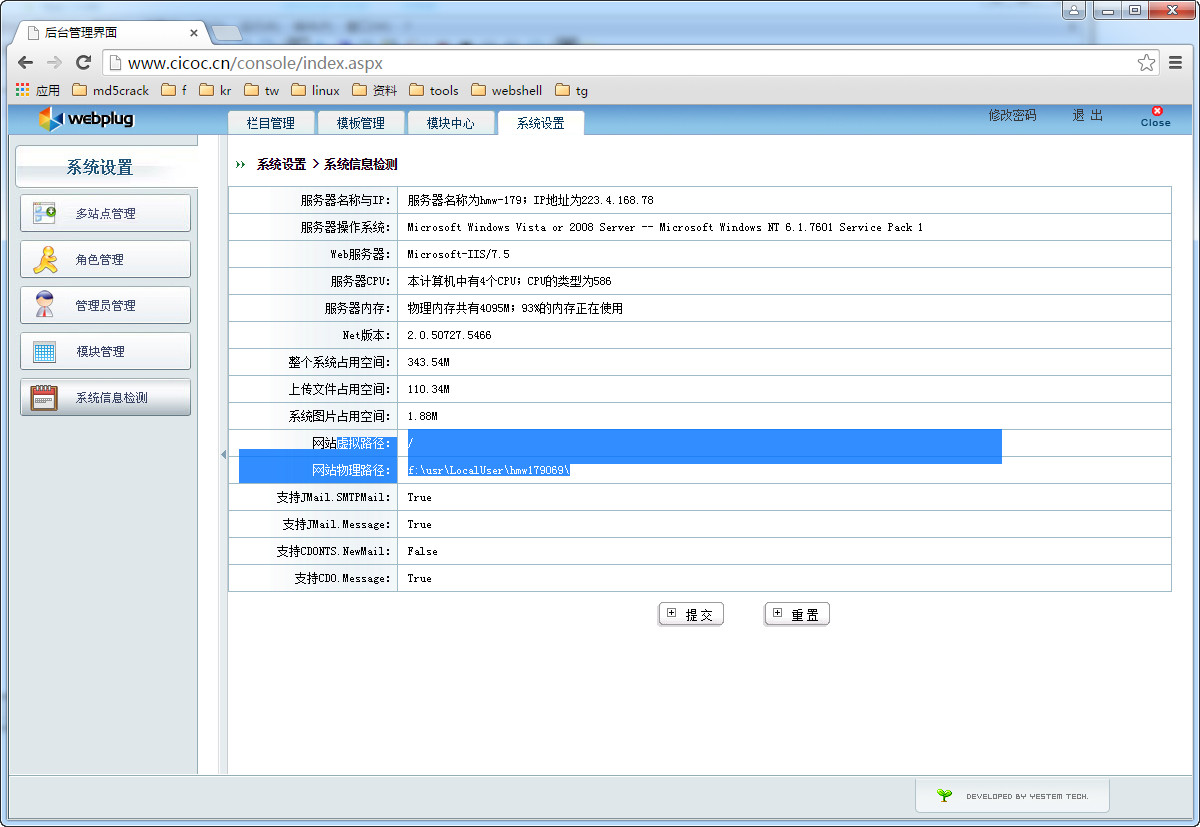 后台管理界面
www.cicoc.cn/console/index.aspx
应用 md5crack f kr tw linux 资料 tools webshell tg
webplug 栏目管理 模板管理 模块中心 系统设置 修改密码 退 出 Close
系统设置
多站点管理
角色管理
管理员管理
模块管理
系统信息检测
系统设置 > 系统信息检测
服务器名称与IP: 服务器名称为hmw-179; IP地址为223.4.168.78
服务器操作系统: Microsoft Windows Vista or 2008 Server -- Microsoft Windows NT 6.1.7601 Service Pack 1
Web服务器: Microsoft-IIS/7.5
服务器CPU: 本计算机中有4个CPU; CPU的类型为586
服务器内存: 物理内存共有4095M; 93%的内存正在使用
Net版本: 2.0.50727.5466
整个系统占用空间: 343.54M
上传文件占用空间: 110.34M
系统图片占用空间: 1.88M
网站虚拟路径: /
网站物理路径: f:\usr\LocalUser\hmw179069\
支持JMail.SMTPMail: True
支持JMail.Message: True
支持CDONTS.NewMail: False
支持CDO.Message: True
提 交 重 置
DEVELOPED BY YESTEM TECH.